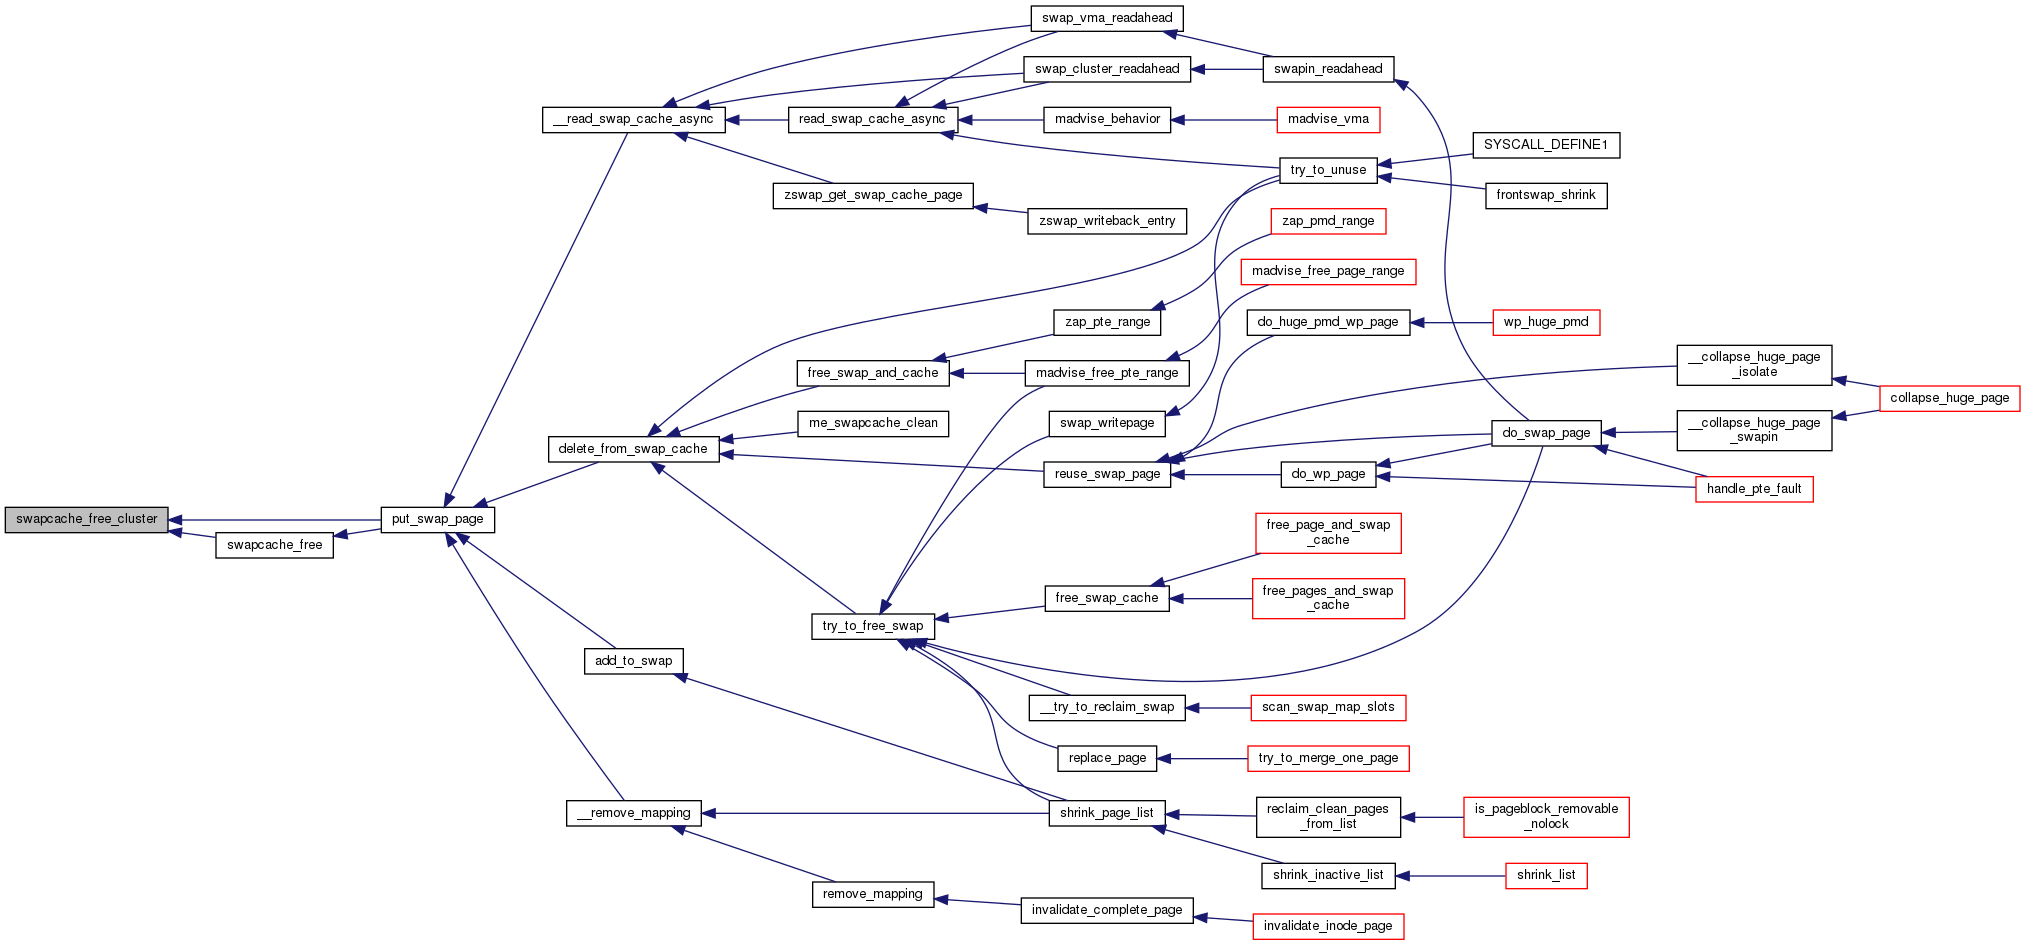 swap_vma_readahead
swap_cluster_readahead
swapin_readahead
__read_swap_cache_async
read_swap_cache_async
madvise_behavior
madvise_vma
SYSCALL_DEFINE1
try_to_unuse
zswap_get_swap_cache_page
frontswap_shrink
zswap_writeback_entry
zap_pmd_range
madvise_free_page_range
zap_pte_range
do_huge_pmd_wp_page
wp_huge_pmd
free_swap_and_cache
madvise_free_pte_range
__collapse_huge_page
_isolate
collapse_huge_page
me_swapcache_clean
swap_writepage
do_swap_page
__collapse_huge_page
_swapin
delete_from_swap_cache
reuse_swap_page
do_wp_page
handle_pte_fault
swapcache_free_cluster
put_swap_page
swapcache_free
free_page_and_swap
_cache
free_swap_cache
free_pages_and_swap
_cache
try_to_free_swap
add_to_swap
__try_to_reclaim_swap
scan_swap_map_slots
replace_page
try_to_merge_one_page
__remove_mapping
shrink_page_list
reclaim_clean_pages
_from_list
is_pageblock_removable
_nolock
shrink_inactive_list
shrink_list
remove_mapping
invalidate_complete_page
invalidate_inode_page